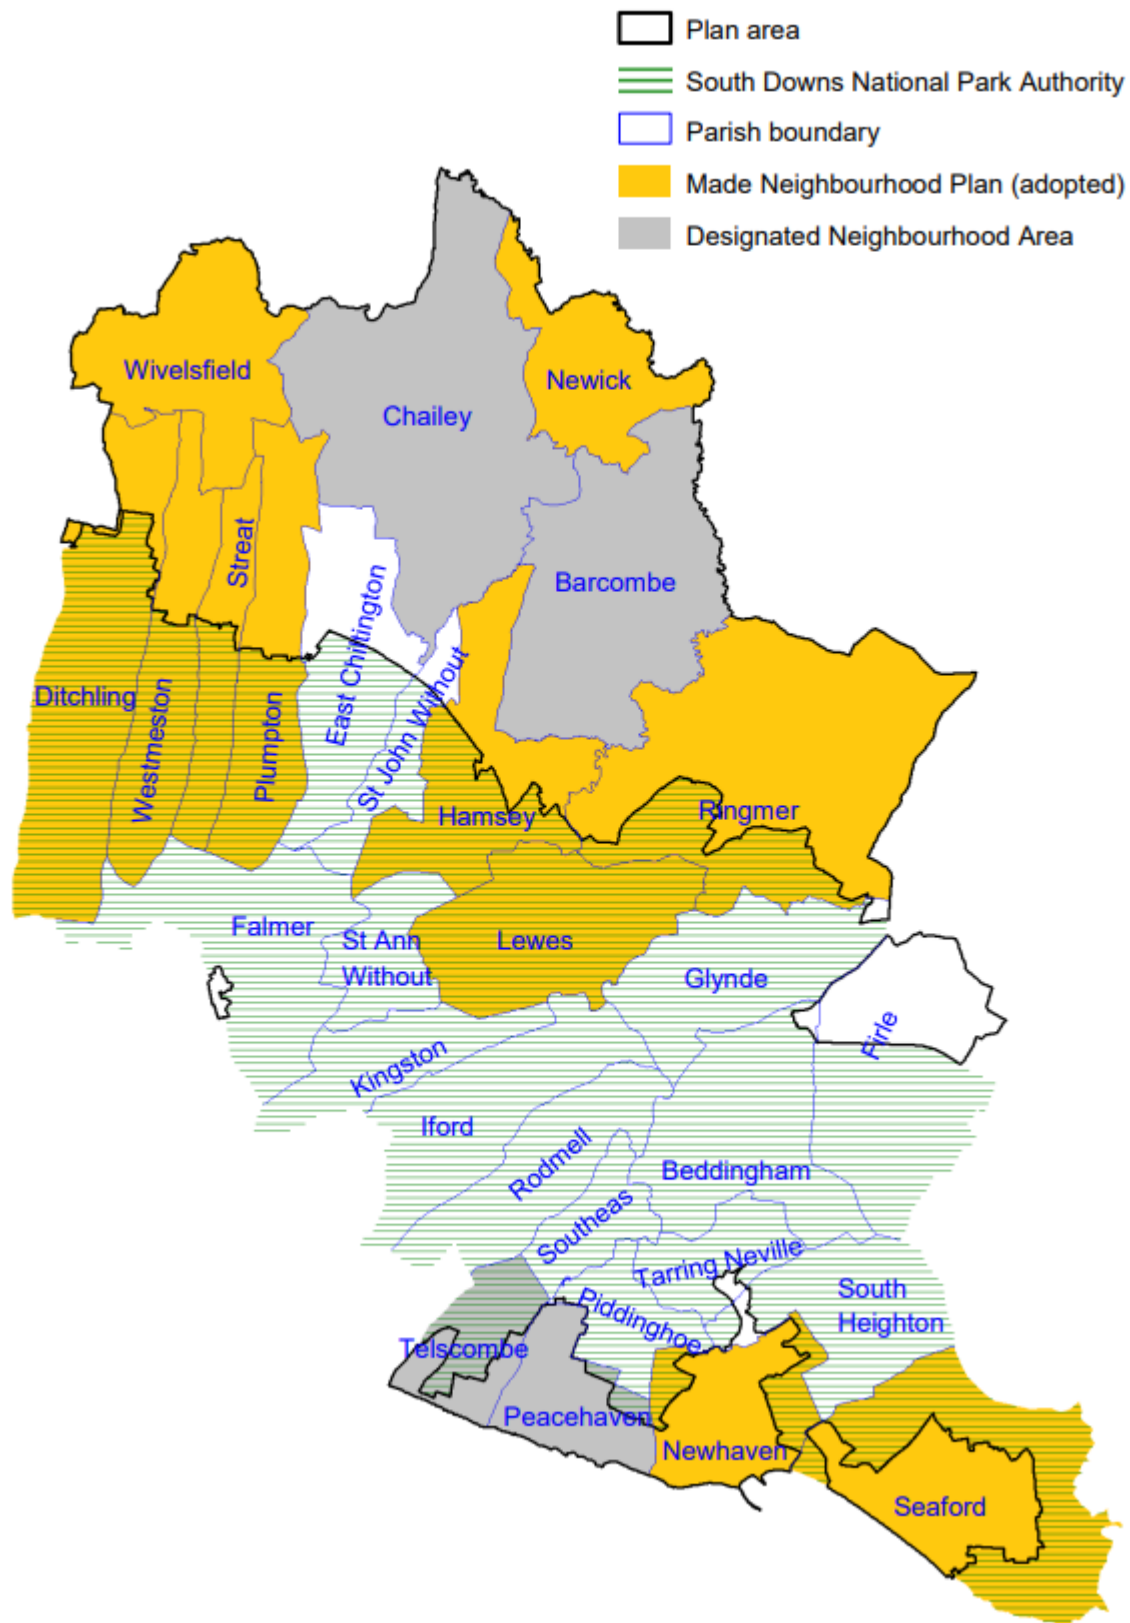 Plan area
South Downs National Park Authority
Parish boundary
Made Neighbourhood Plan (adopted)
Designated Neighbourhood Area
Wivelsfield
Newick
Chailey
Streat
Barcombe
East Chiltington
St John Without
Ditchling
Westmeston
Plumpton
Hamsey
Ringmer
Falmer
St Ann
Without
Lewes
Glynde
Firle
Kingston
Iford
Rodmell
Beddingham
Southeas
Tarring Neville
Piddinghoe
South
Heighton
Telscombe
Peacehaven
Newhaven
Seaford